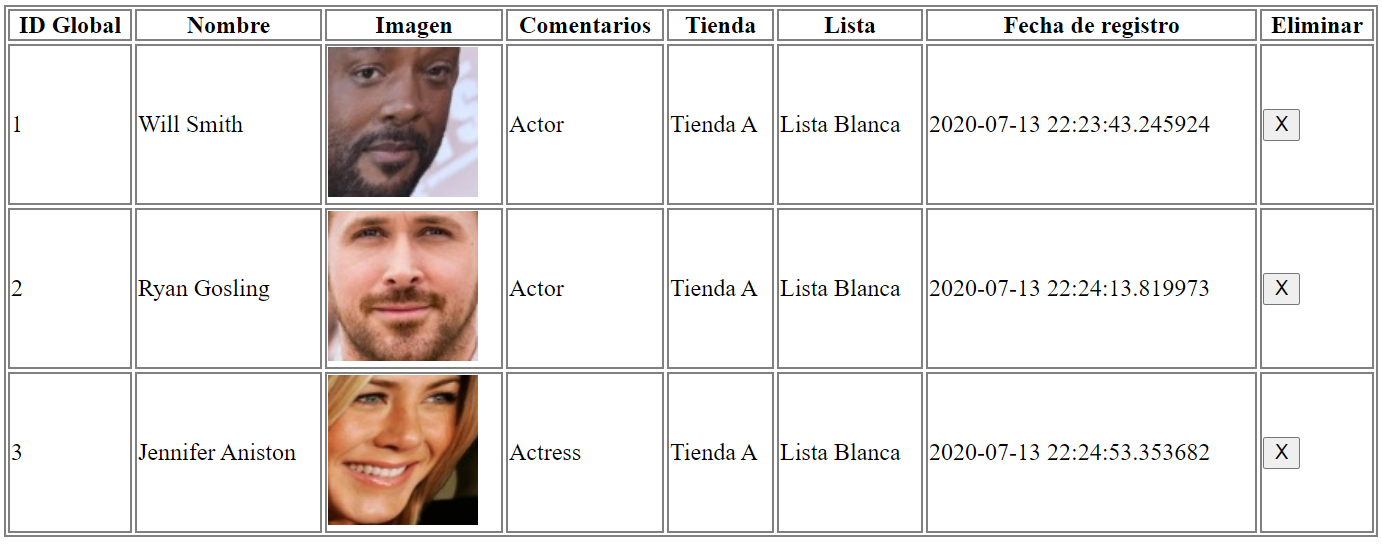 ID Global Nombre Imagen Comentarios Tienda Lista Fecha de registro Eliminar
1 Will Smith Actor Tienda A Lista Blanca 2020-07-13 22:23:43.245924 X
2 Ryan Gosling Actor Tienda A Lista Blanca 2020-07-13 22:24:13.819973 X
3 Jennifer Aniston Actress Tienda A Lista Blanca 2020-07-13 22:24:53.353682 X